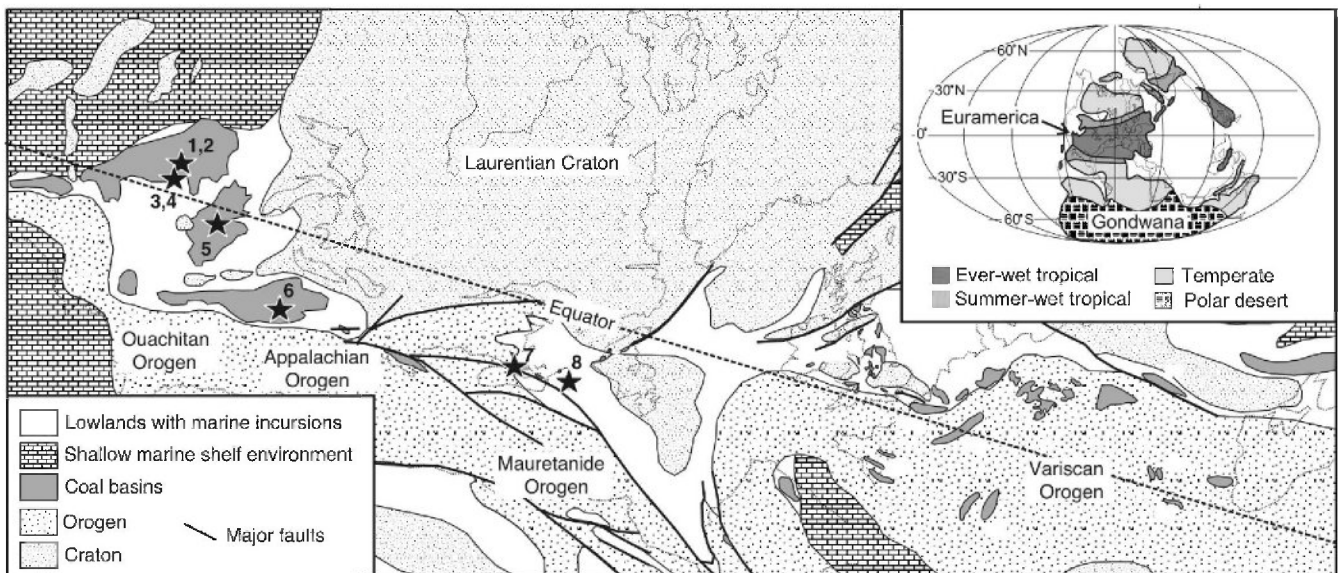 1,2
3,4
5
6
7
8
Laurentian Craton
Equator
Ouachitan
Orogen
Appalachian
Orogen
Mauretanide
Orogen
Variscan
Orogen
60°N
30°N
Euramerica
0°
30°S
60°S
Gondwana
Ever-wet tropical
Summer-wet tropical
Temperate
Polar desert
Lowlands with marine incursions
Shallow marine shelf environment
Coal basins
Orogen
Craton
Major faults